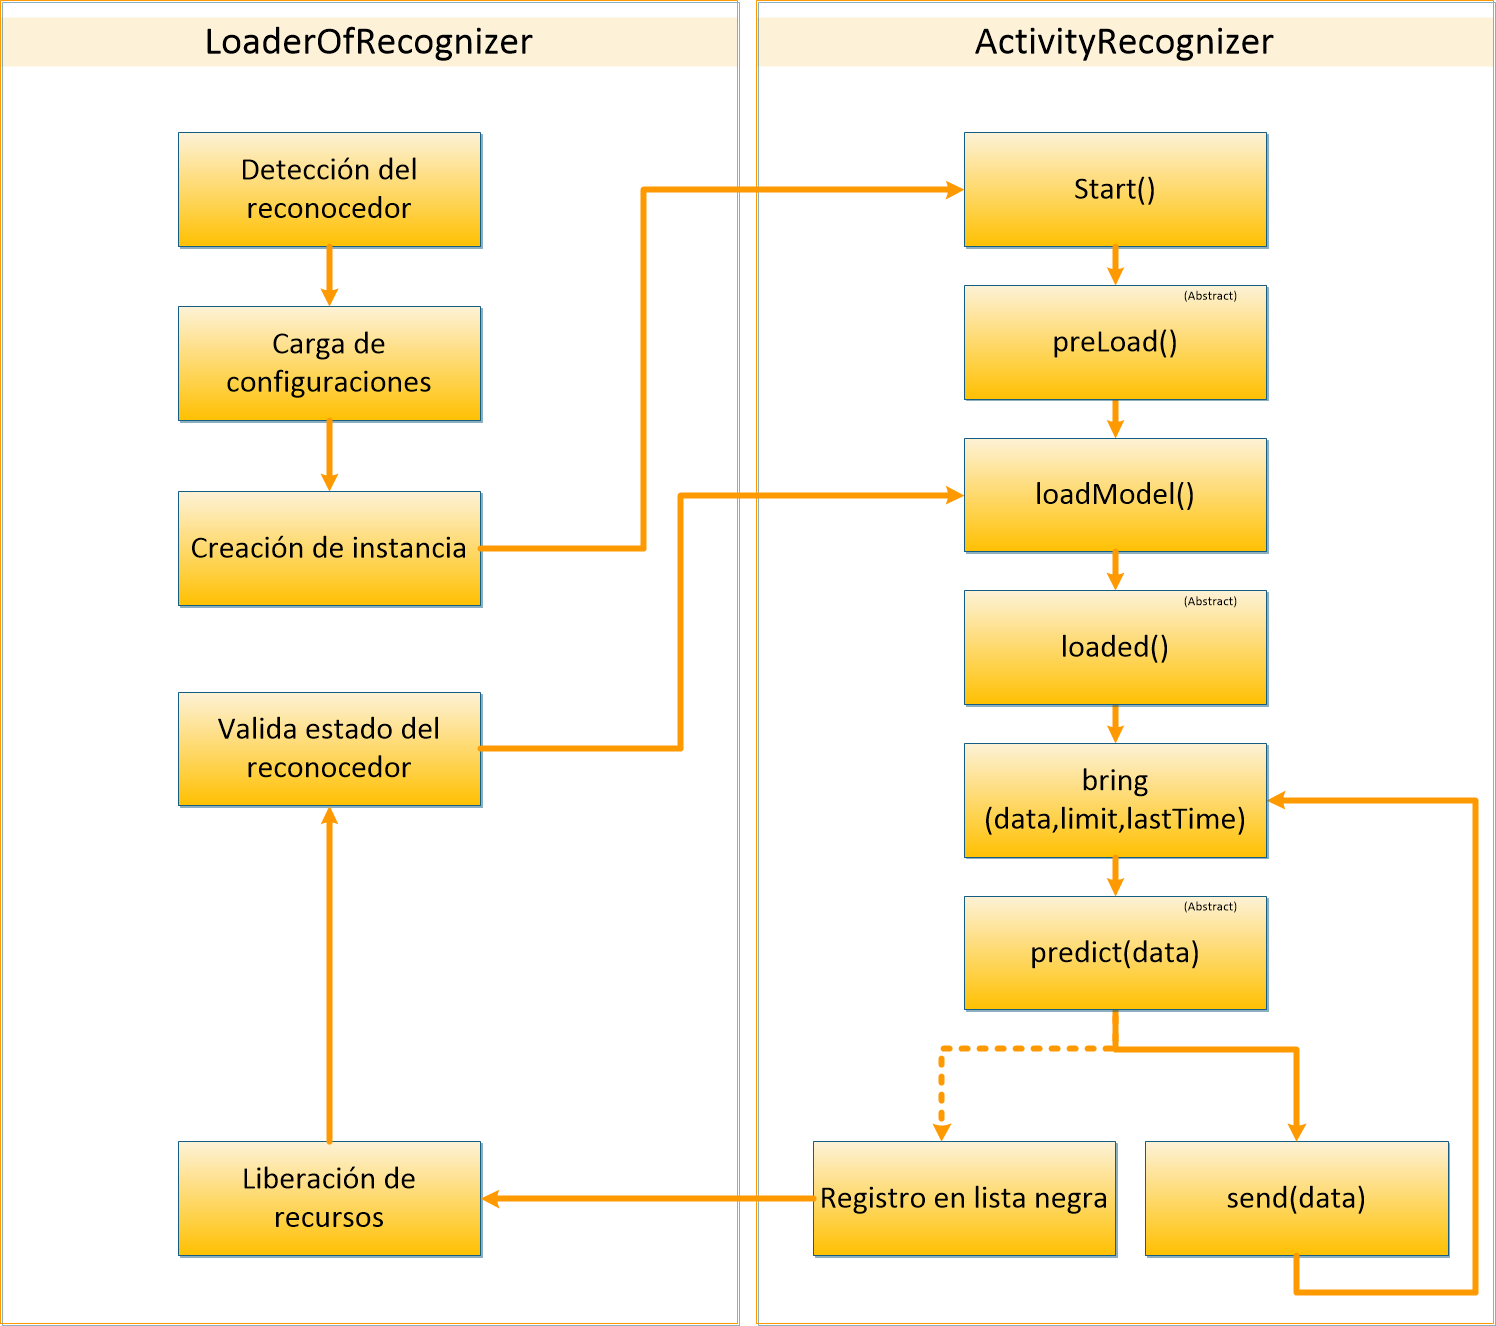 LoaderOfRecognizer
Detección del
reconocedor
Carga de
configuraciones
Creación de instancia
Valida estado del
reconocedor
Liberación de
recursos
ActivityRecognizer
Start()
(Abstract)
preLoad()
loadModel()
(Abstract)
loaded()
bring
(data,limit,lastTime)
(Abstract)
predict(data)
Registro en lista negra
send(data)